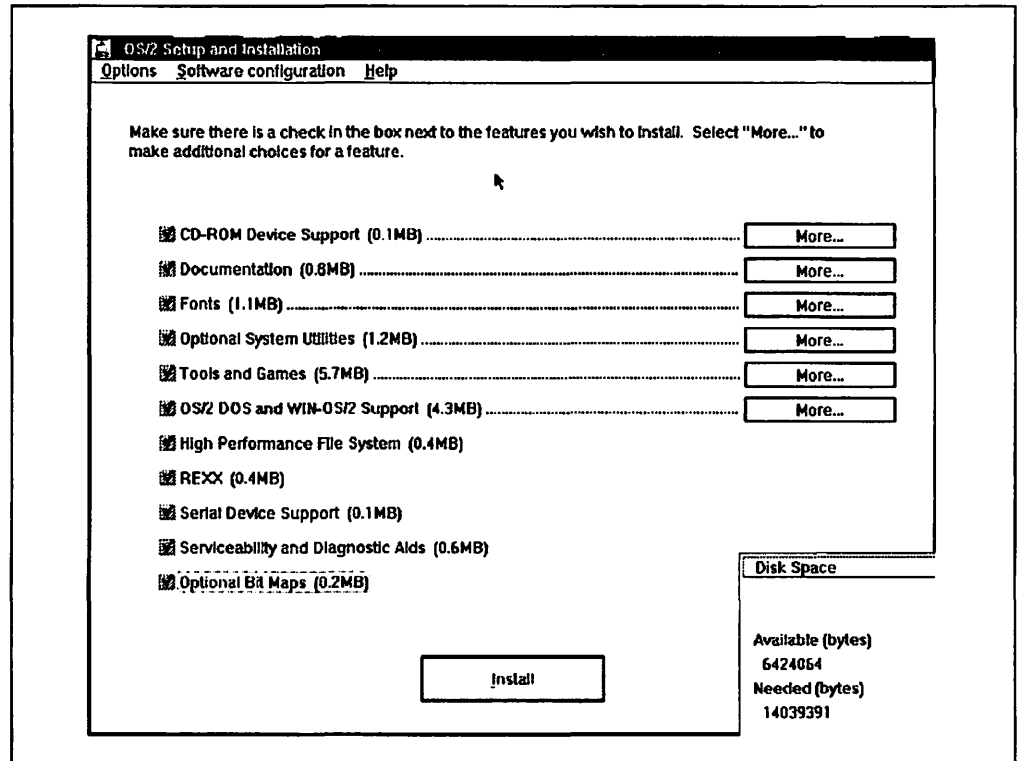 OS/2 Setup and Installation
Options Software configuration Help
Make sure there is a check in the box next to the features you wish to install. Select "More..." to
make additional choices for a feature.
CD-ROM Device Support (0.1MB) More...
Documentation (0.8MB) More...
Fonts (1.1MB) More...
Optional System Utilities (1.2MB) More...
Tools and Games (5.7MB) More...
OS/2 DOS and WIN-OS/2 Support (4.3MB) More...
High Performance File System (0.4MB)
REXX (0.4MB)
Serial Device Support (0.1MB)
Serviceability and Diagnostic Aids (0.6MB)
Optional Bit Maps (0.2MB)
Disk Space
Available (bytes)
6424064
Needed (bytes)
14039391
Install